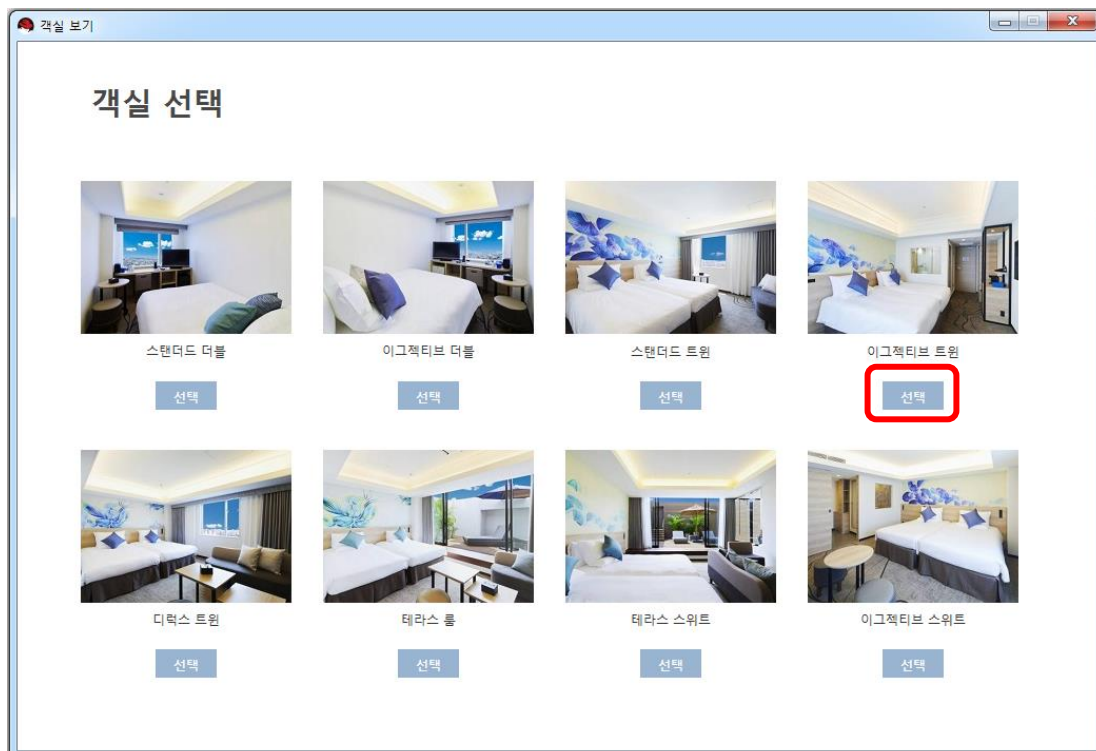 객실 보기
객실 선택
스탠더드 더블
이그젝티브 더블
스탠더드 트윈
이그젝티브 트윈
선택
선택
선택
선택
디럭스 트윈
테라스 룸
테라스 스위트
이그젝티브 스위트
선택
선택
선택
선택